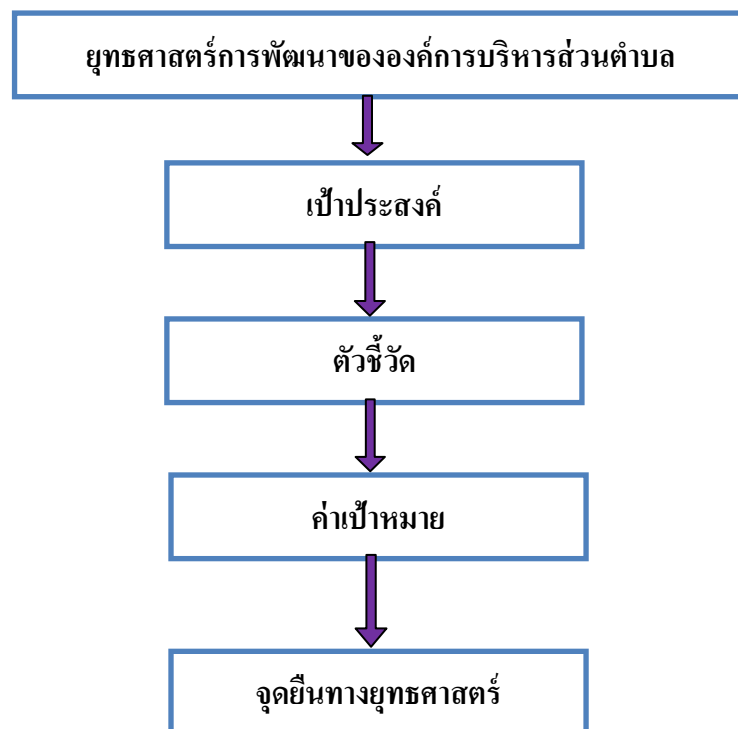 ยุทธศาสตร์การพัฒนาขององค์การบริหารส่วนตำบล
เป้าประสงค์
ตัวชี้วัด
ค่าเป้าหมาย
จุดยืนทางยุทธศาสตร์